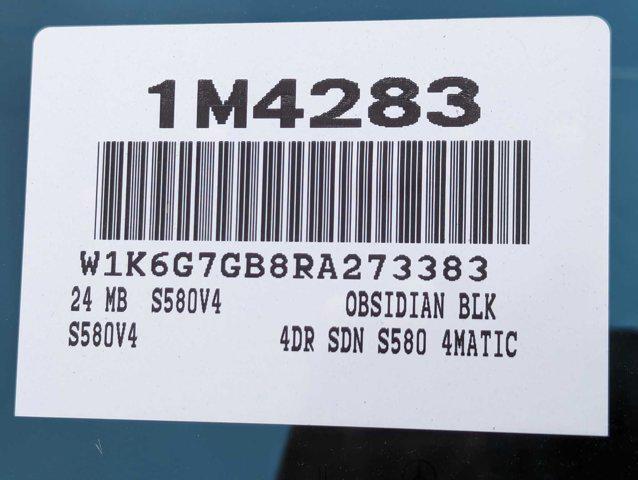 1M4283
W1K6G7GB8RA273383
24 MB S580V4 OBSIDIAN BLK
S580V4 4DR SDN S580 4MATIC